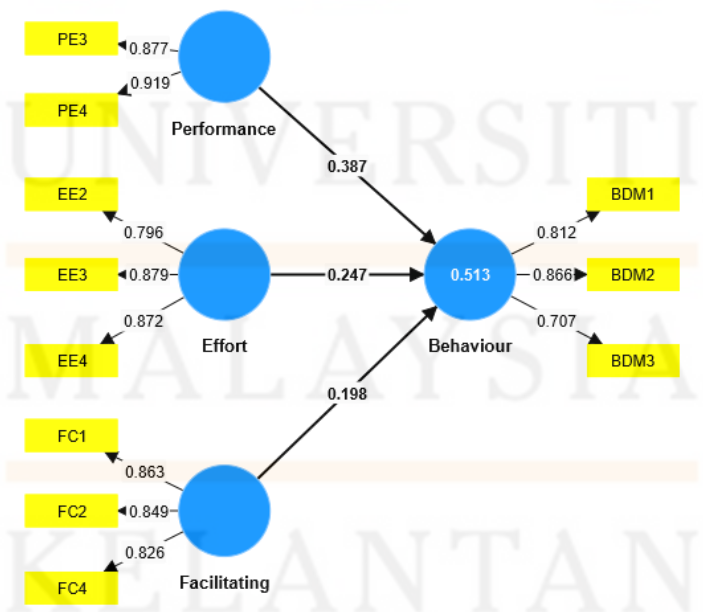 PE3
0.877
0.919
PE4
Performance
UNIVERSITI
0.387
EE2
BDM1
0.796
0.812
EE3
0.879
0.247
0.513
0.866
BDM2
0.872
0.707
EE4
Effort
Behaviour
BDM3
MALAYSIA
0.198
FC1
0.863
FC2
0.849
0.826
FC4
Facilitating
KELANTAN